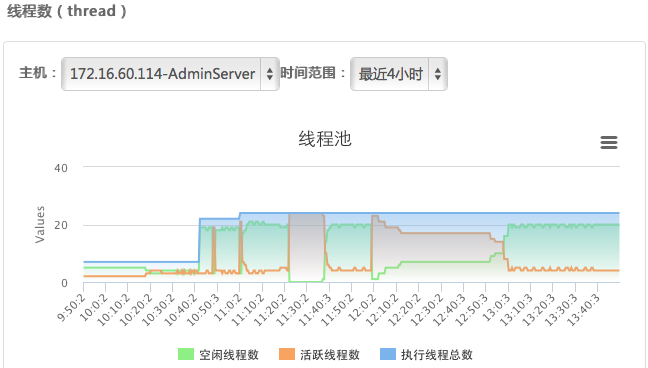 线程数（thread）
主机： 172.16.60.114-AdminServer 时间范围： 最近4小时
线程池
40
20
0
Values
9:50:2 10:0:2 10:10:2 10:20:2 10:30:2 10:40:2 10:50:3 11:0:2 11:10:2 11:20:2 11:30:2 11:40:3 11:50:2 12:0:2 12:10:2 12:20:2 12:30:2 12:40:3 12:50:2 13:0:3 13:10:3 13:20:3 13:30:3 13:40:3
空闲线程数 活跃线程数 执行线程总数